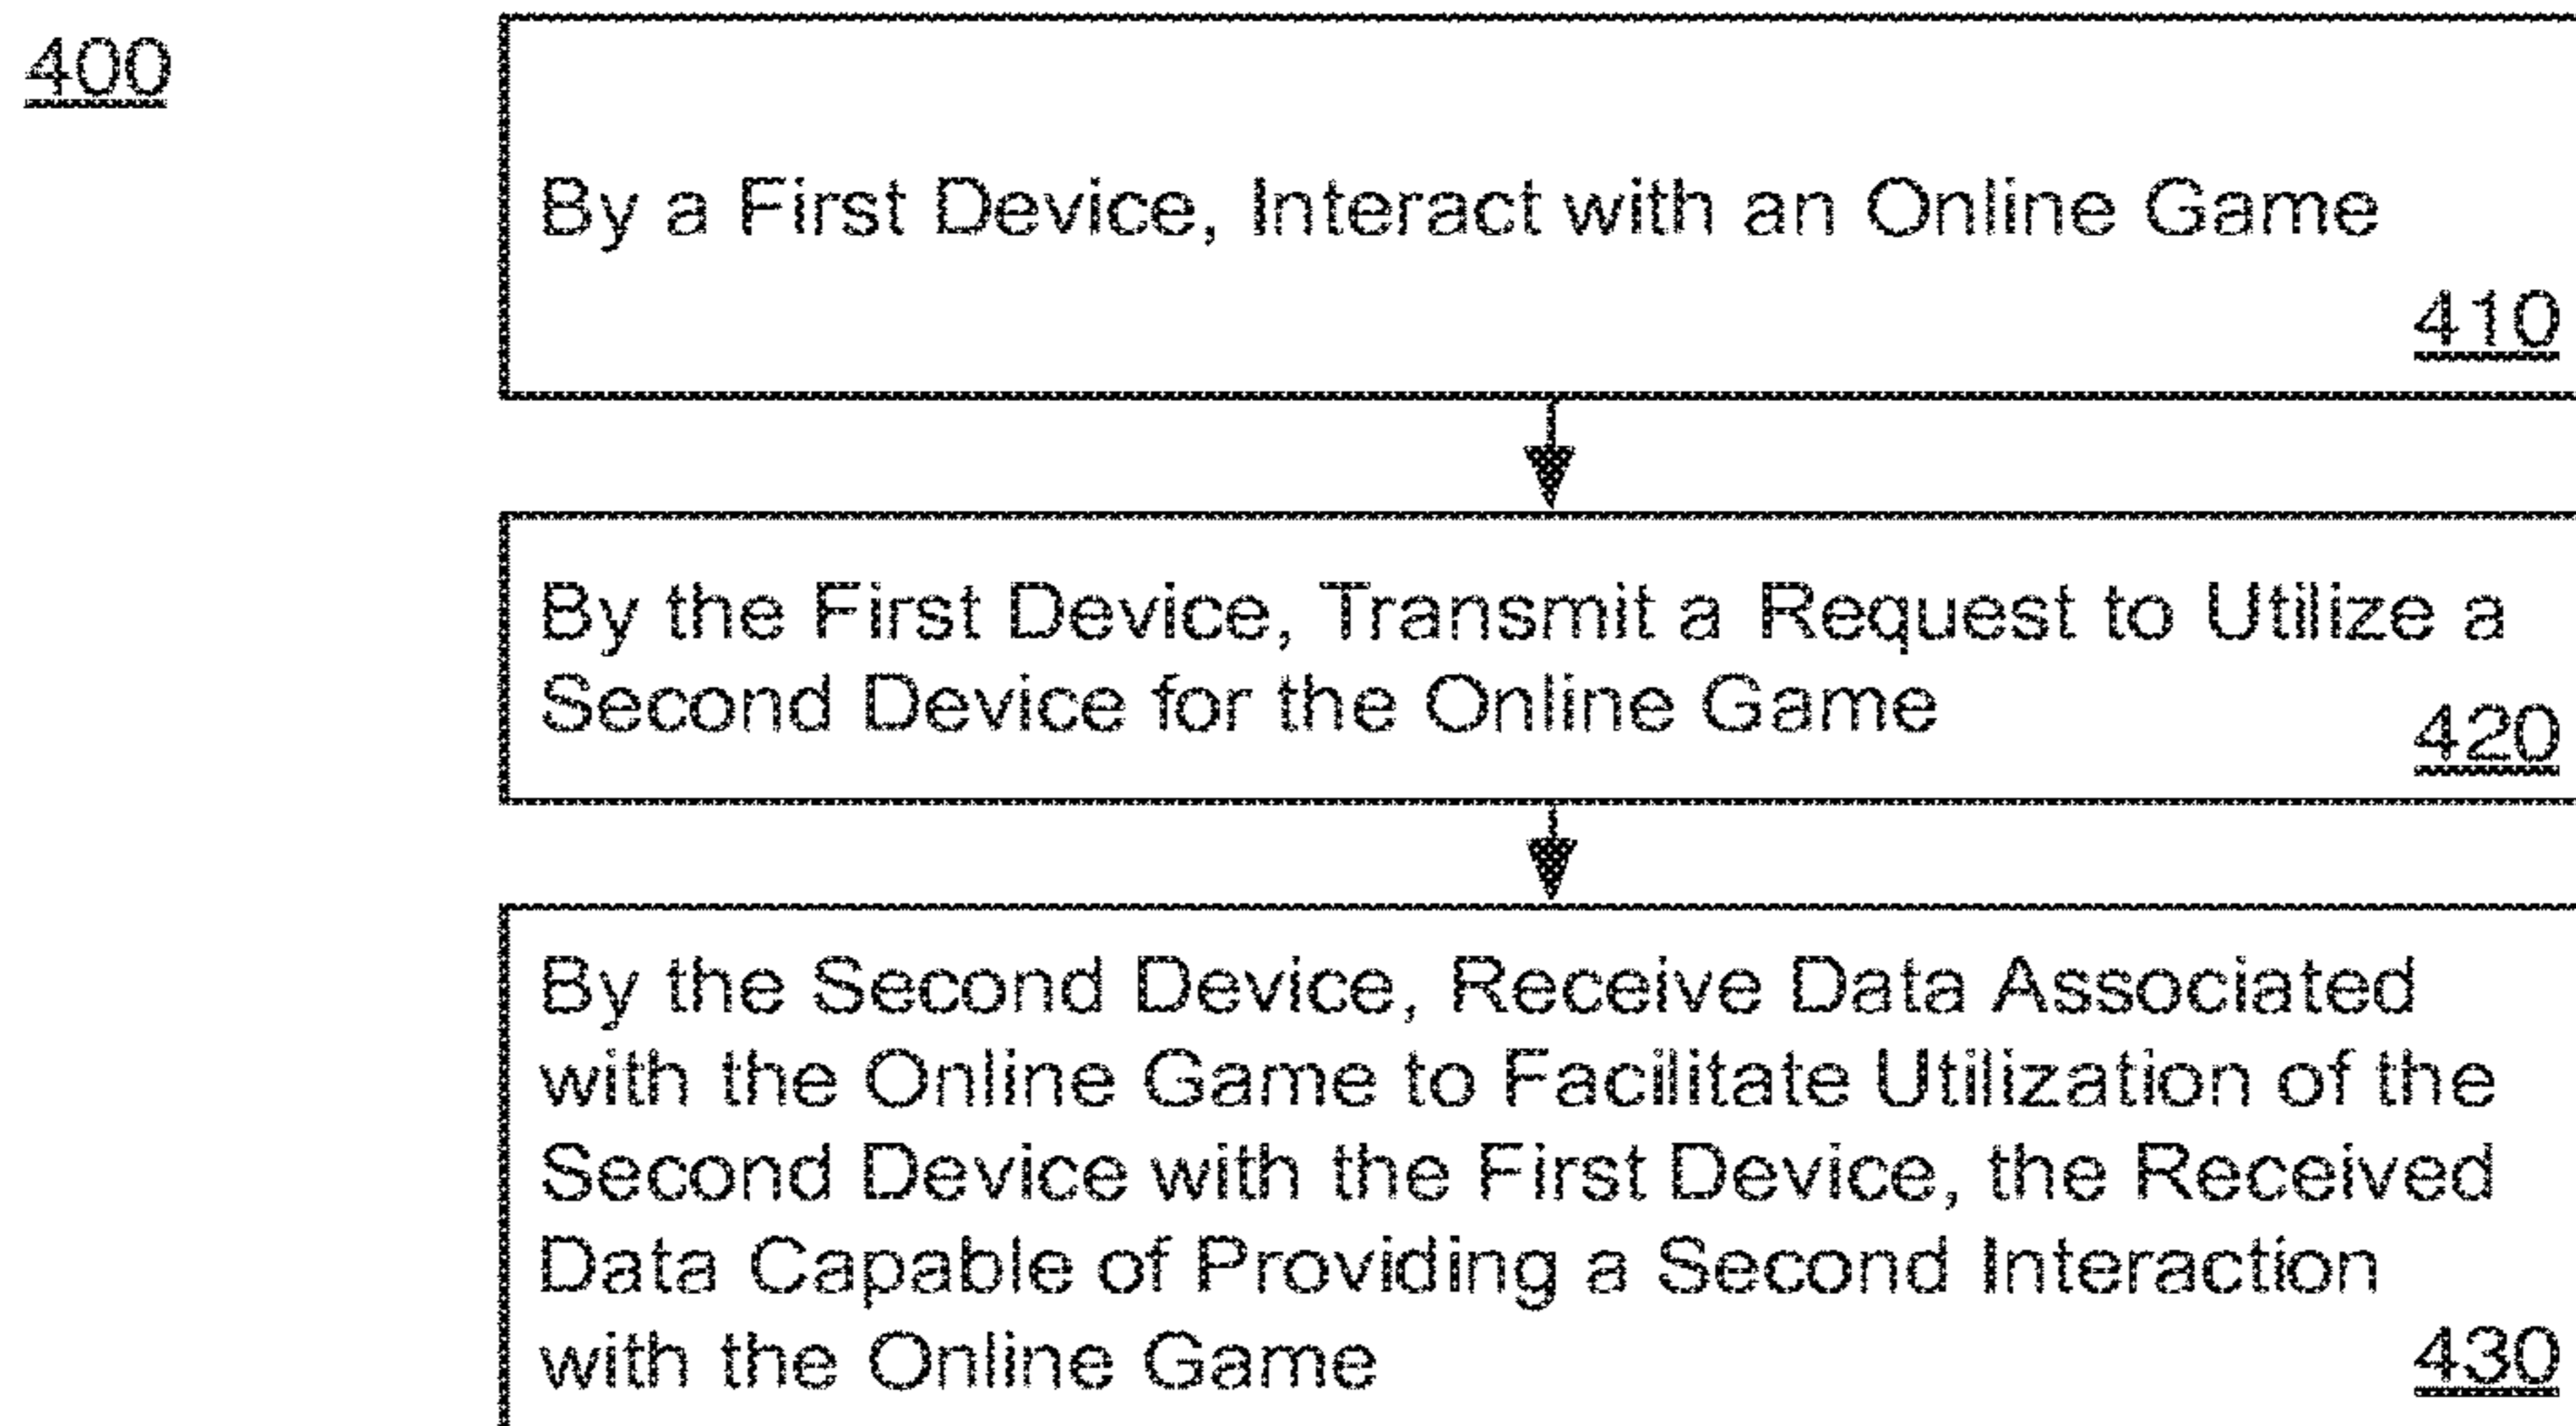 400
By a First Device, Interact with an Online Game
410
By the First Device, Transmit a Request to Utilize a
Second Device for the Online Game
420
By the Second Device, Receive Data Associated
with the Online Game to Facilitate Utilization of the
Second Device with the First Device, the Received
Data Capable of Providing a Second Interaction
with the Online Game
430